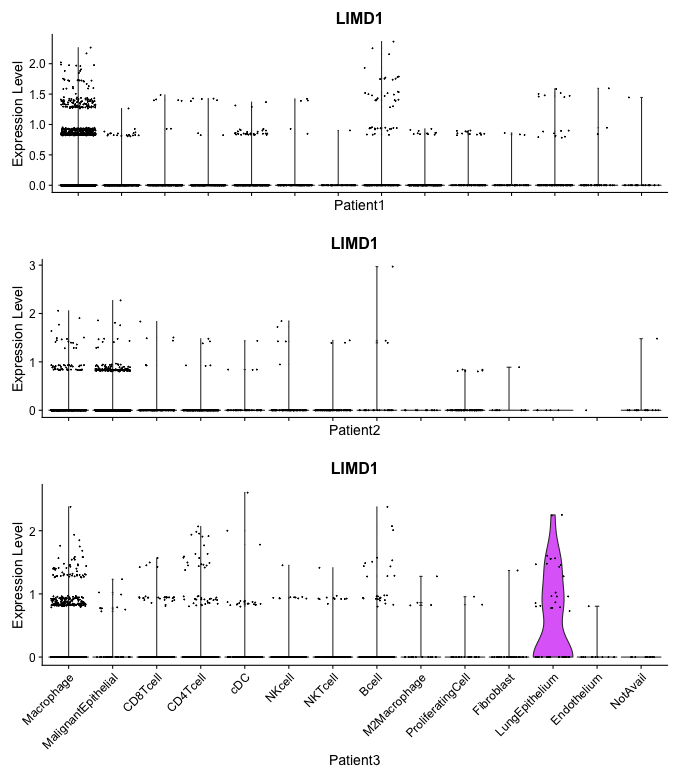 LIMD1
Expression Level
2.0
1.5
1.0
0.5
0.0
Patient1
LIMD1
Expression Level
3
2
1
0
Patient2
LIMD1
Expression Level
2
1
0
Macrophage
MalignantEpithelial
CD8Tcell
CD4Tcell
cDC
NKcell
NKTcell
Bcell
M2Macrophage
ProliferatingCell
Fibroblast
LungEpithelium
Endothelium
NotAvail
Patient3